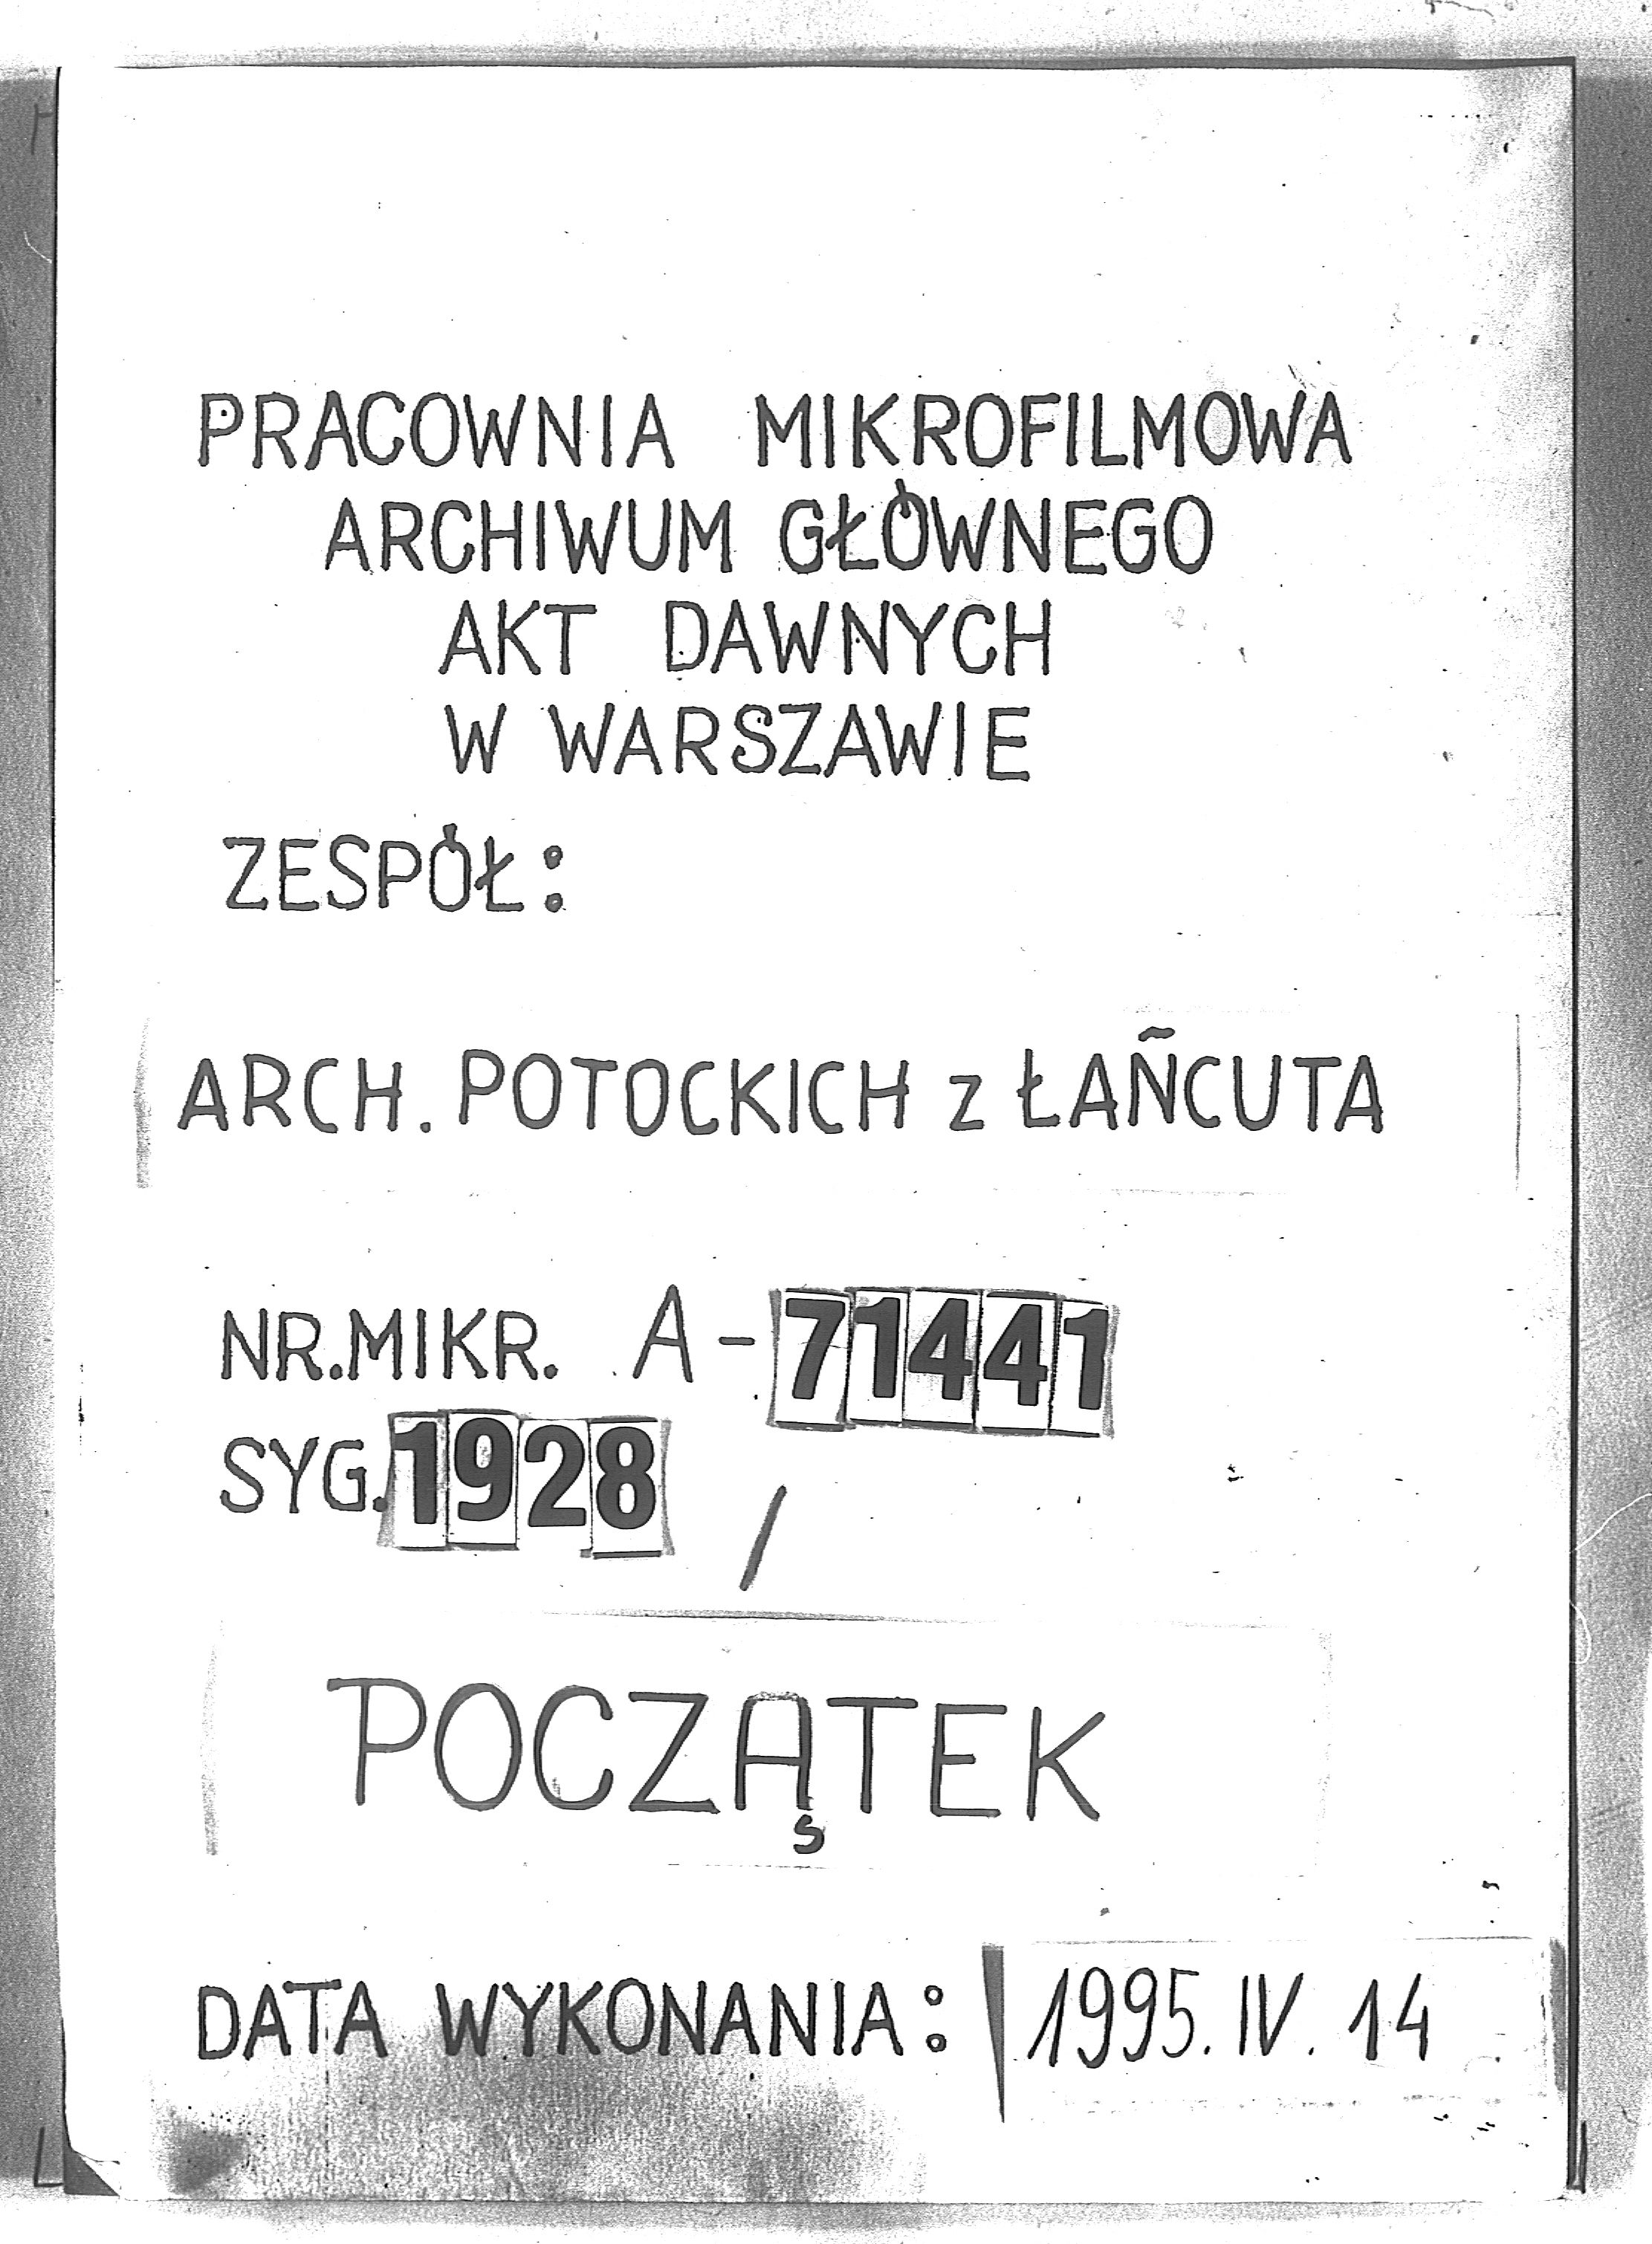 PRACOWNIA MIKROFILMOWA
ARCHIWUM GŁÓWNEGO
AKT DAWNYCH
W WARSZAWIE
ZESPÓŁ:
ARCH. POTOCKICH z ŁAŃCUTA
NR.MIKR. A-71441
SYG.1928 /
POCZĄTEK
DATA WYKONANIA: 1995. IV. 14